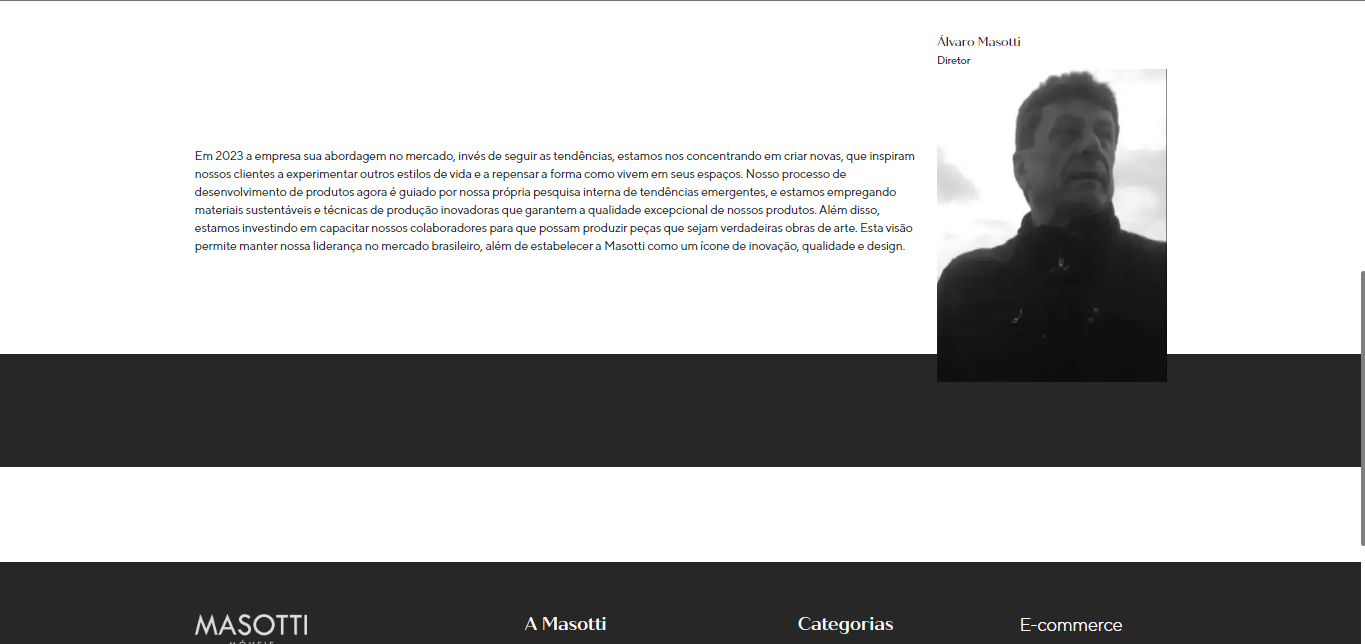 Álvaro Masotti
Diretor
Em 2023 a empresa sua abordagem no mercado, invés de seguir as tendências, estamos nos concentrando em criar novas, que inspiram
nossos clientes a experimentar outros estilos de vida e a repensar a forma como vivem em seus espaços. Nosso processo de
desenvolvimento de produtos agora é guiado por nossa própria pesquisa interna de tendências emergentes, e estamos empregando
materiais sustentáveis e técnicas de produção inovadoras que garantem a qualidade excepcional de nossos produtos. Além disso,
estamos investindo em capacitar nossos colaboradores para que possam produzir peças que sejam verdadeiras obras de arte. Esta visão
permite manter nossa liderança no mercado brasileiro, além de estabelecer a Masotti como um ícone de inovação, qualidade e design.
MASOTTI
MÓVEIS
A Masotti
Categorias
E-commerce